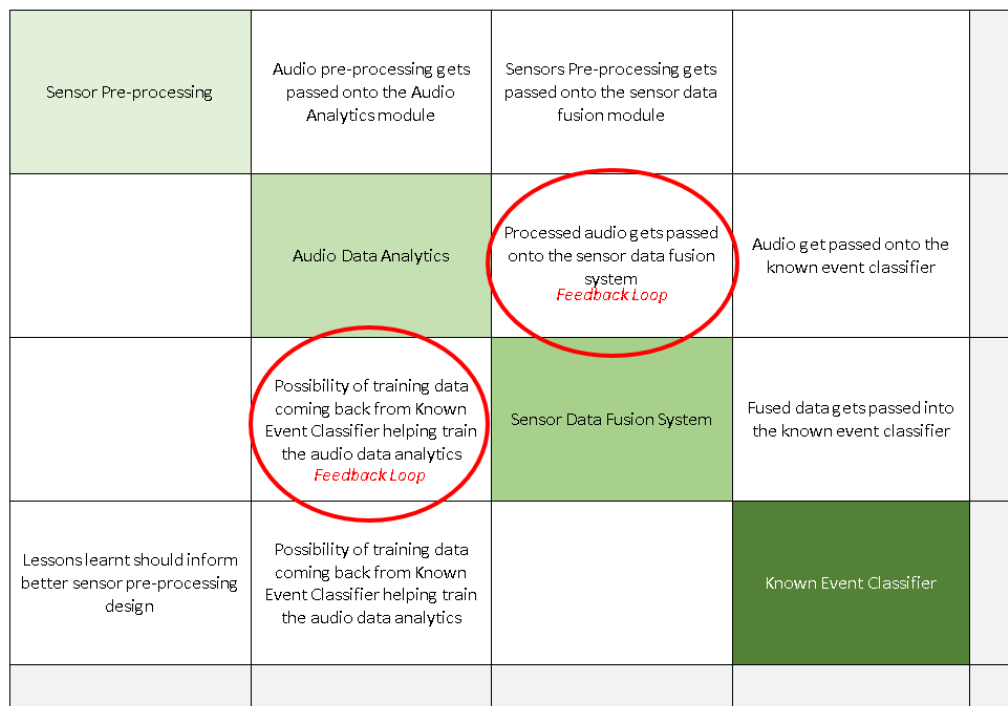 Sensor Pre-processing
Audio pre-processing gets
passed onto the Audio
Analytics module
Sensors Pre-processing gets
passed onto the sensor data
fusion module
Audio Data Analytics
Processed audio gets passed
onto the sensor data fusion
system
Feedback Loop
Audio get passed onto the
known event classifier
Possibility of training data
coming back from Known
Event Classifier helping train
the audio data analytics
Feedback Loop
Sensor Data Fusion System
Fused data gets passed into
the known event classifier
Lessons learnt should inform
better sensor pre-processing
design
Possibility of training data
coming back from Known
Event Classifier helping train
the audio data analytics
Known Event Classifier